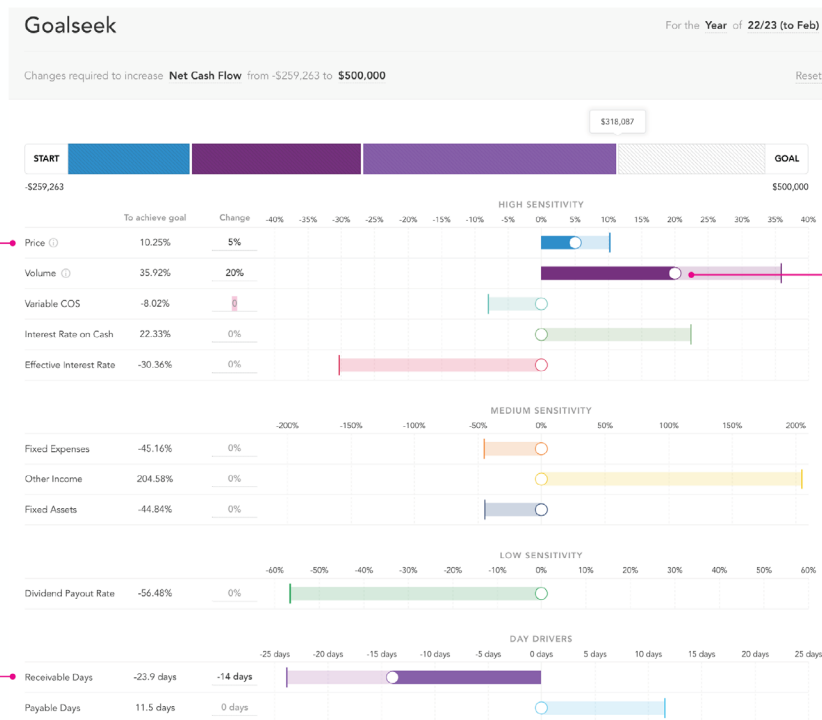 Goalseek
For the Year of 22/23 (to Feb)
Changes required to increase Net Cash Flow from -$259,263 to $500,000
Reset
$318,087
START
GOAL
-$259,263
$500,000
HIGH SENSITIVITY
To achieve goal Change -40% -35% -30% -25% -20% -15% -10% -5% 0% 5% 10% 15% 20% 25% 30% 35% 40%
Price 10.25% 5%
Volume 35.92% 20%
Variable COS -8.02% 0
Interest Rate on Cash 22.33% 0%
Effective Interest Rate -30.36% 0%
MEDIUM SENSITIVITY
-200% -150% -100% -50% 0% 50% 100% 150% 200%
Fixed Expenses -45.16% 0%
Other Income 204.58% 0%
Fixed Assets -44.84% 0%
LOW SENSITIVITY
-60% -50% -40% -30% -20% -10% 0% 10% 20% 30% 40% 50% 60%
Dividend Payout Rate -56.48% 0%
DAY DRIVERS
-25 days -20 days -15 days -10 days -5 days 0 days 5 days 10 days 15 days 20 days 25 days
Receivable Days -23.9 days -14 days
Payable Days 11.5 days 0 days